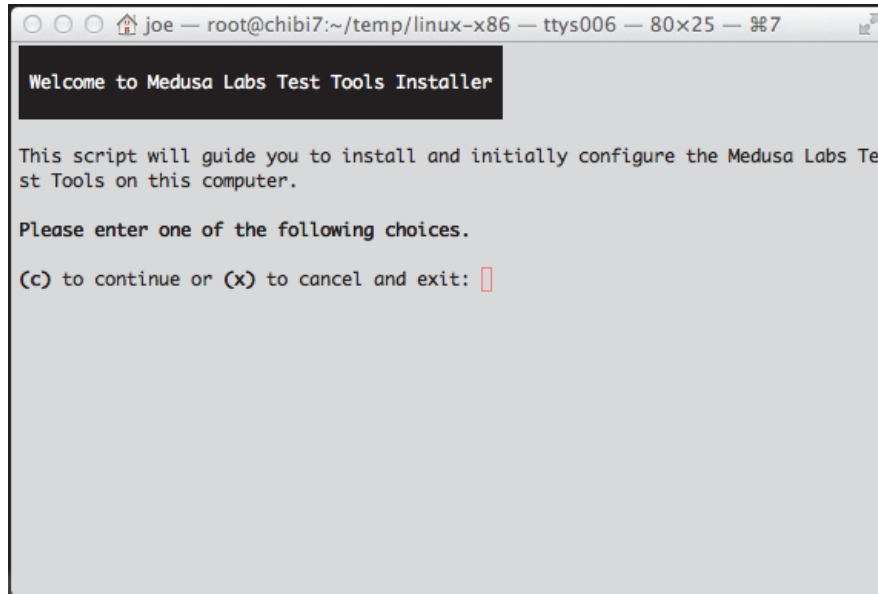 joe — root@chibi7:~/temp/linux-x86 — ttys006 — 80×25 — ⌘7
Welcome to Medusa Labs Test Tools Installer
This script will guide you to install and initially configure the Medusa Labs Te
st Tools on this computer.
Please enter one of the following choices.
(c) to continue or (x) to cancel and exit: